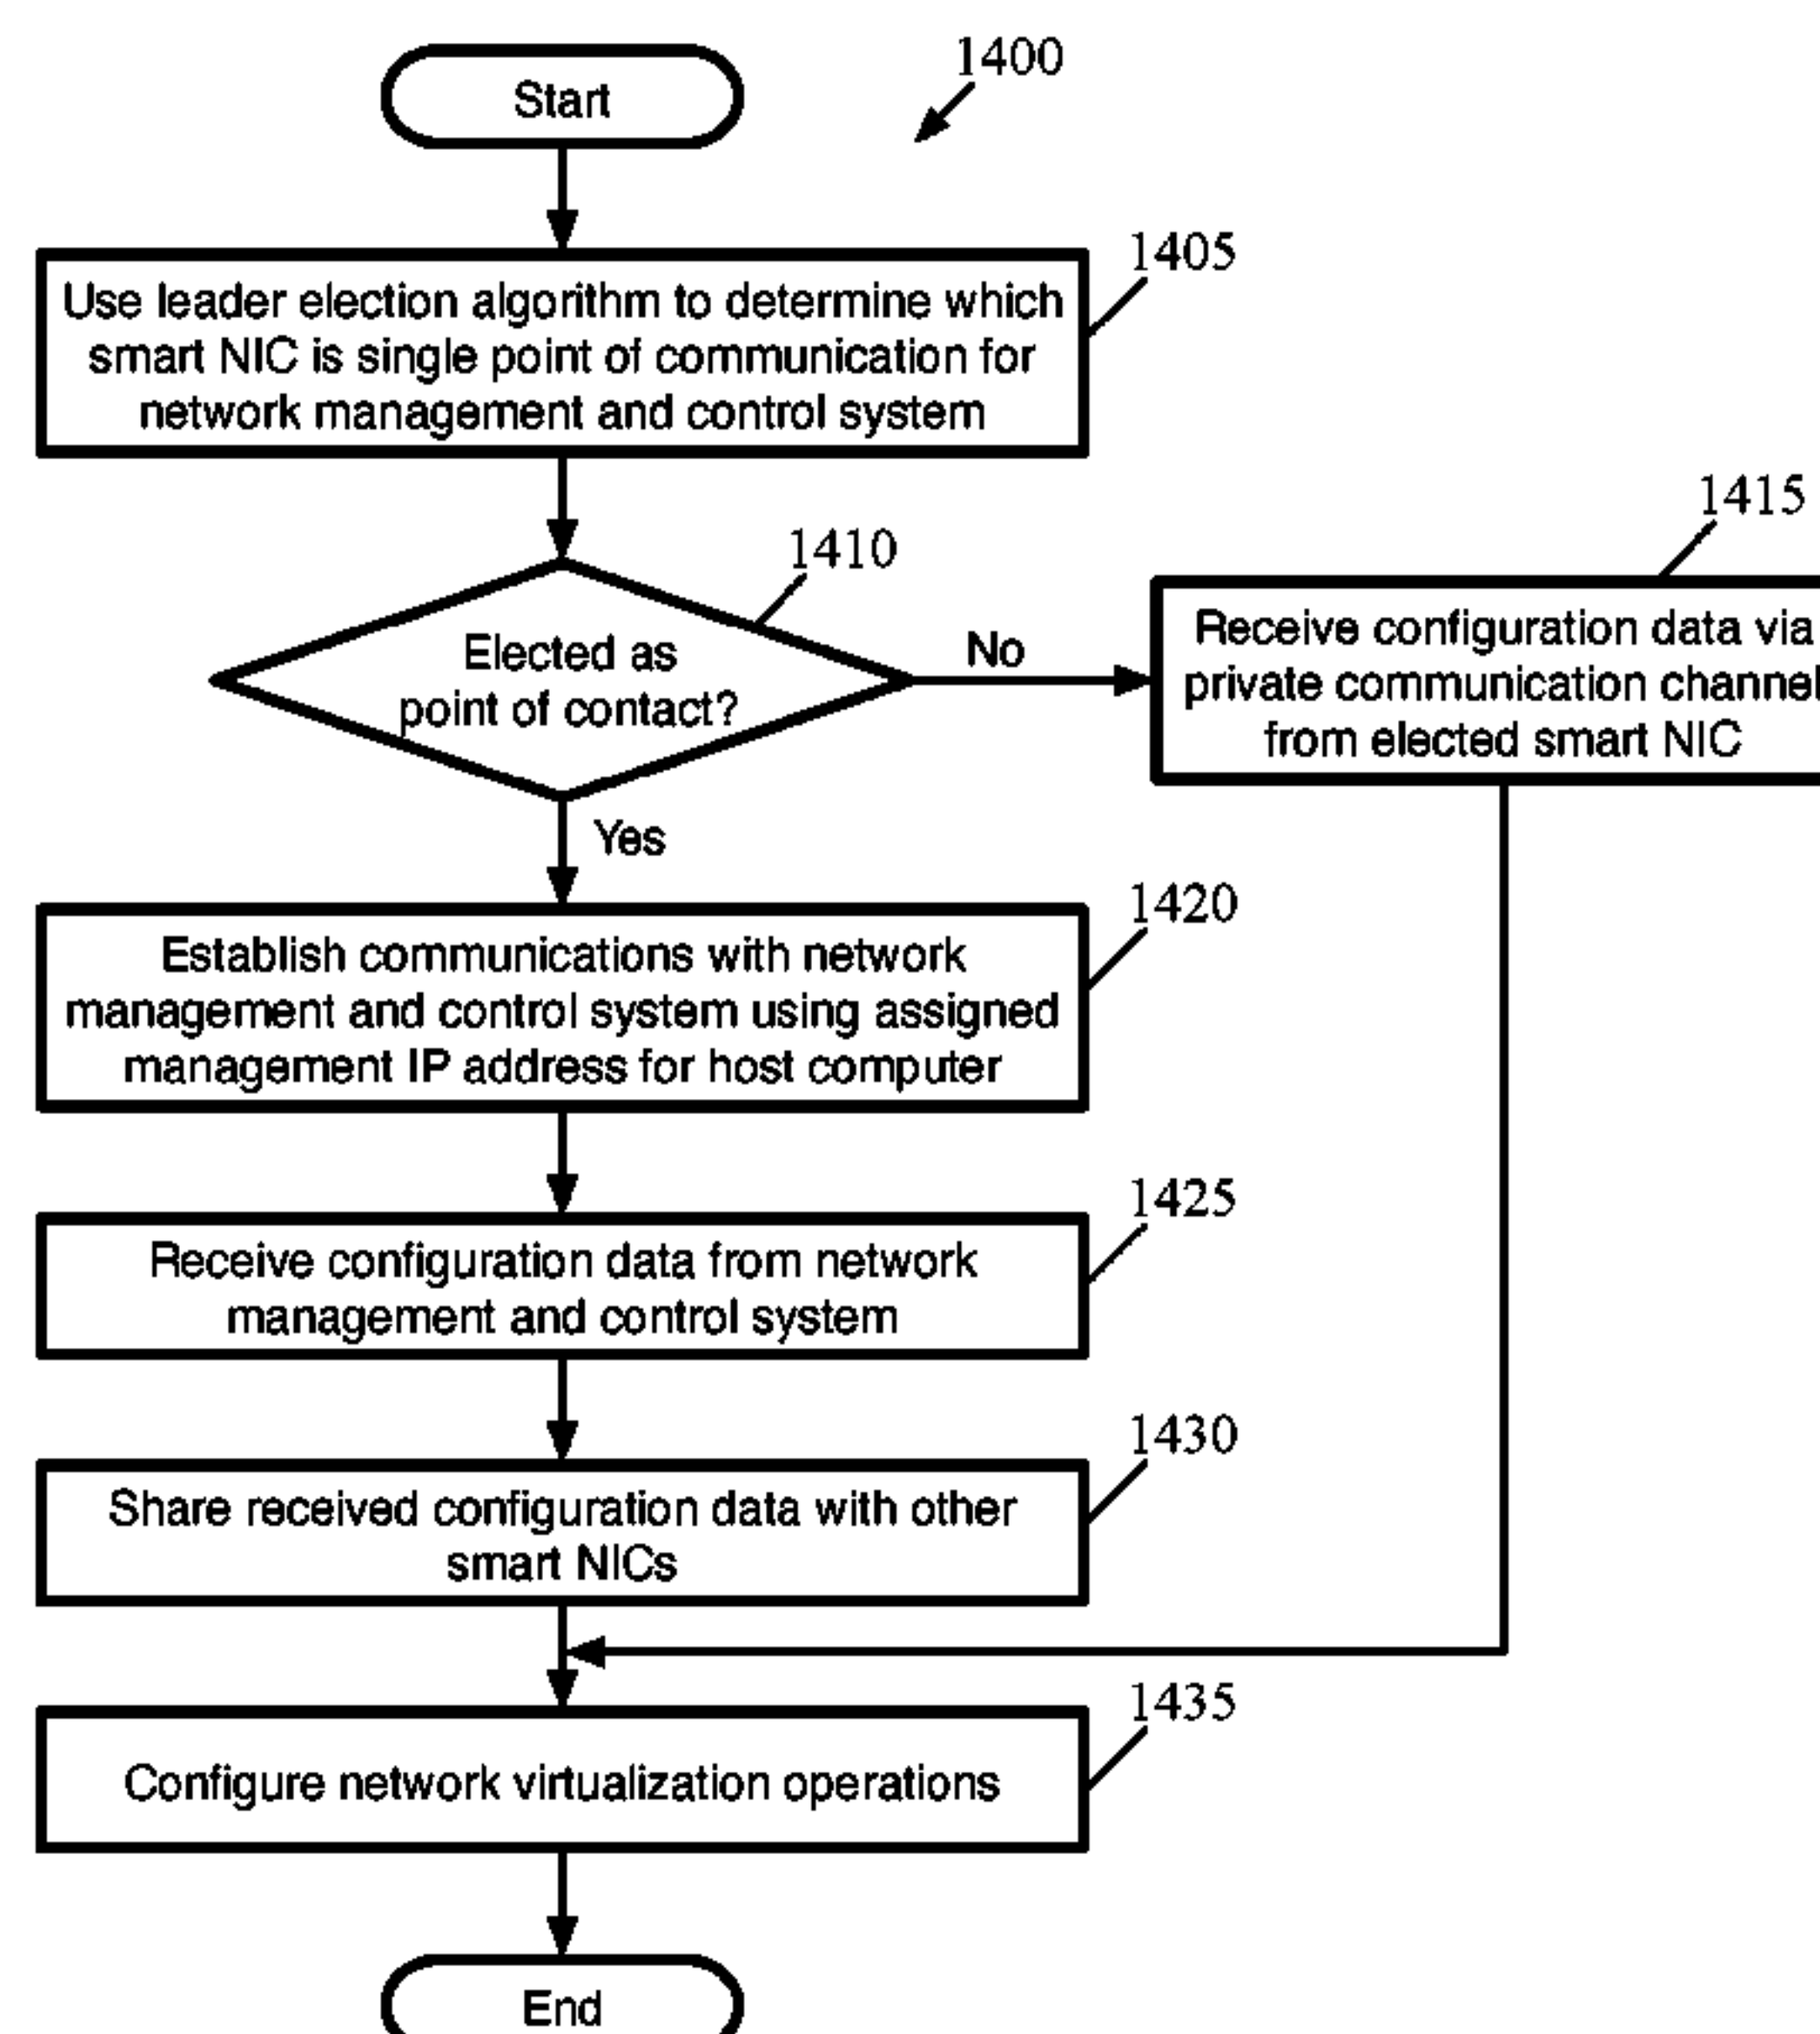 1400
Start
1405
Use leader election algorithm to determine which
smart NIC is single point of communication for
network management and control system
1410
Elected as
point of contact?
No
Yes
1415
Receive configuration data via
private communication channel
from elected smart NIC
1420
Establish communications with network
management and control system using assigned
management IP address for host computer
1425
Receive configuration data from network
management and control system
1430
Share received configuration data with other
smart NICs
1435
Configure network virtualization operations
End